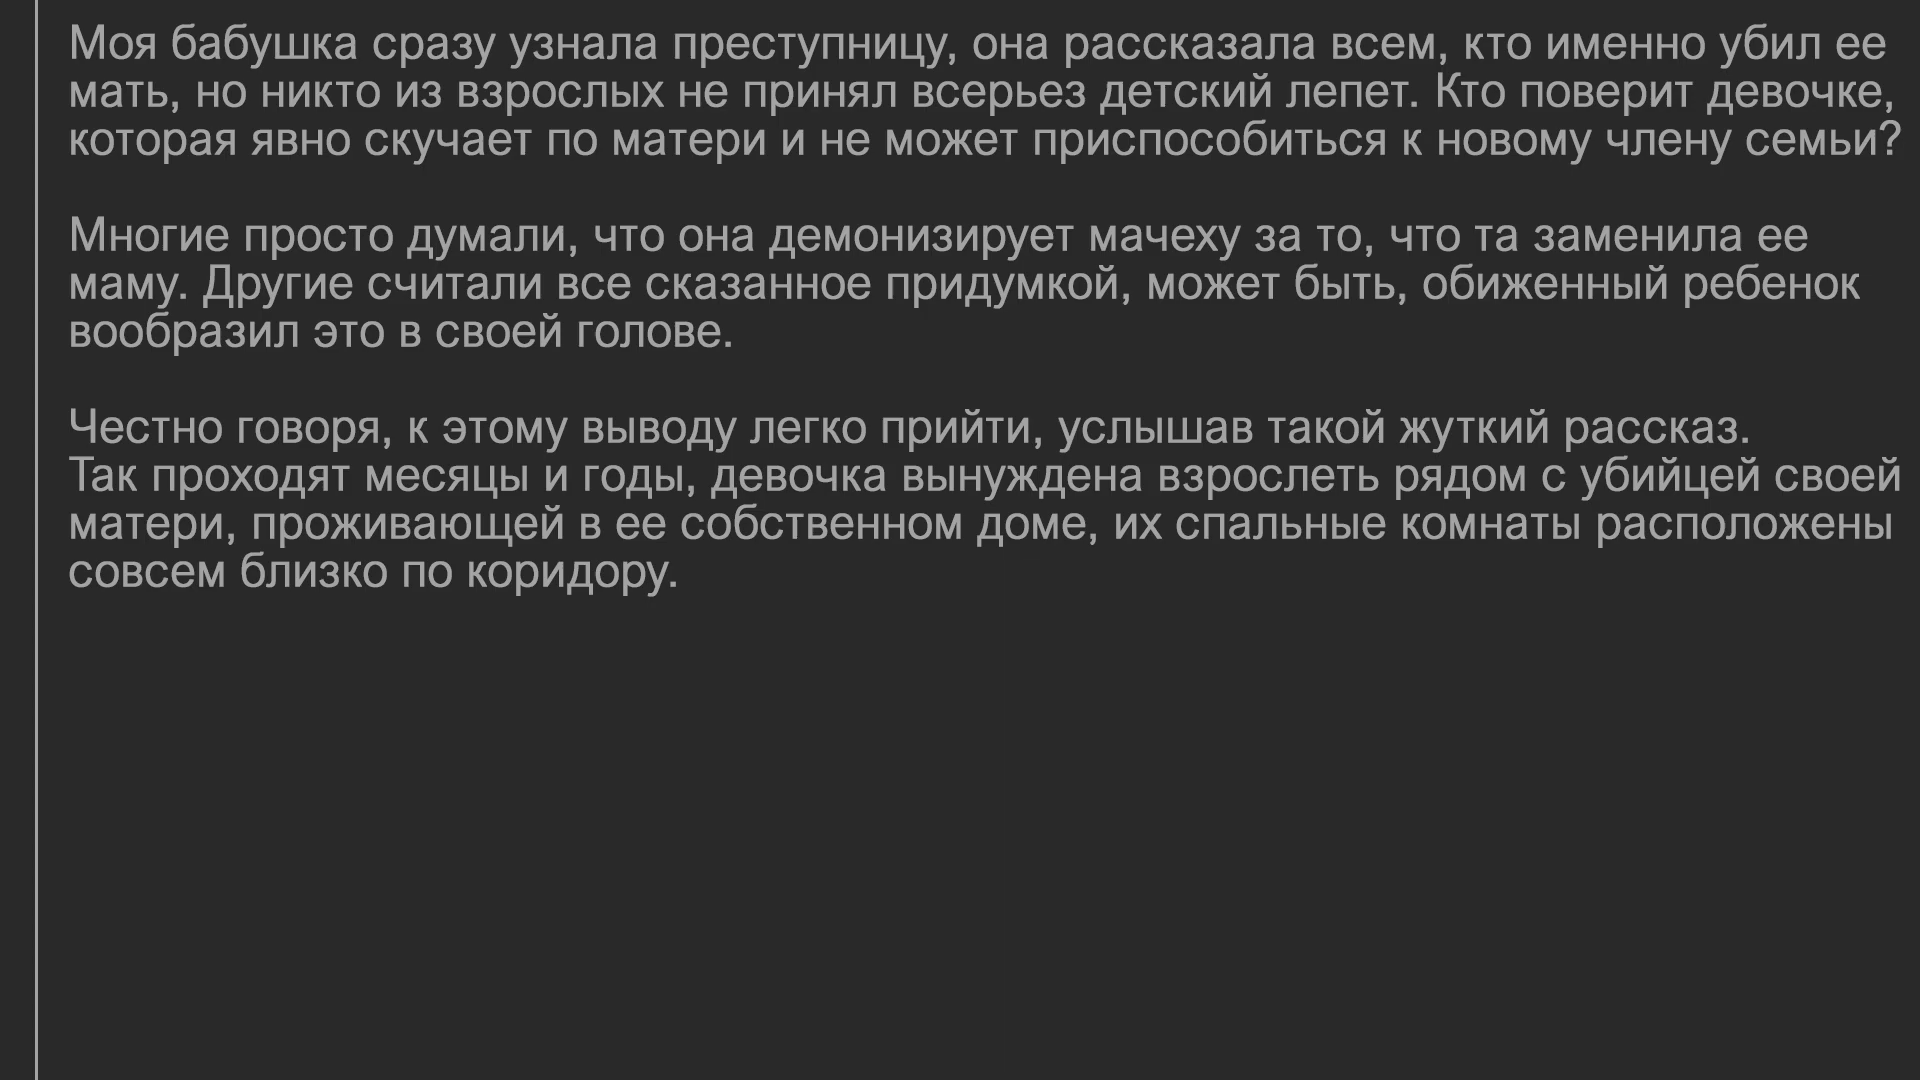 Моя бабушка сразу узнала преступницу, она рассказала всем, кто именно убил ее
мать, но никто из взрослых не принял всерьез детский лепет. Кто поверит девочке,
которая явно скучает по матери и не может приспособиться к новому члену семьи?
Многие просто думали, что она демонизирует мачеху за то, что та заменила ее
маму. Другие считали все сказанное придумкой, может быть, обиженный ребенок
вообразил это в своей голове.
Честно говоря, к этому выводу легко прийти, услышав такой жуткий рассказ.
Так проходят месяцы и годы, девочка вынуждена взрослеть рядом с убийцей своей
матери, проживающей в ее собственном доме, их спальные комнаты расположены
совсем близко по коридору.